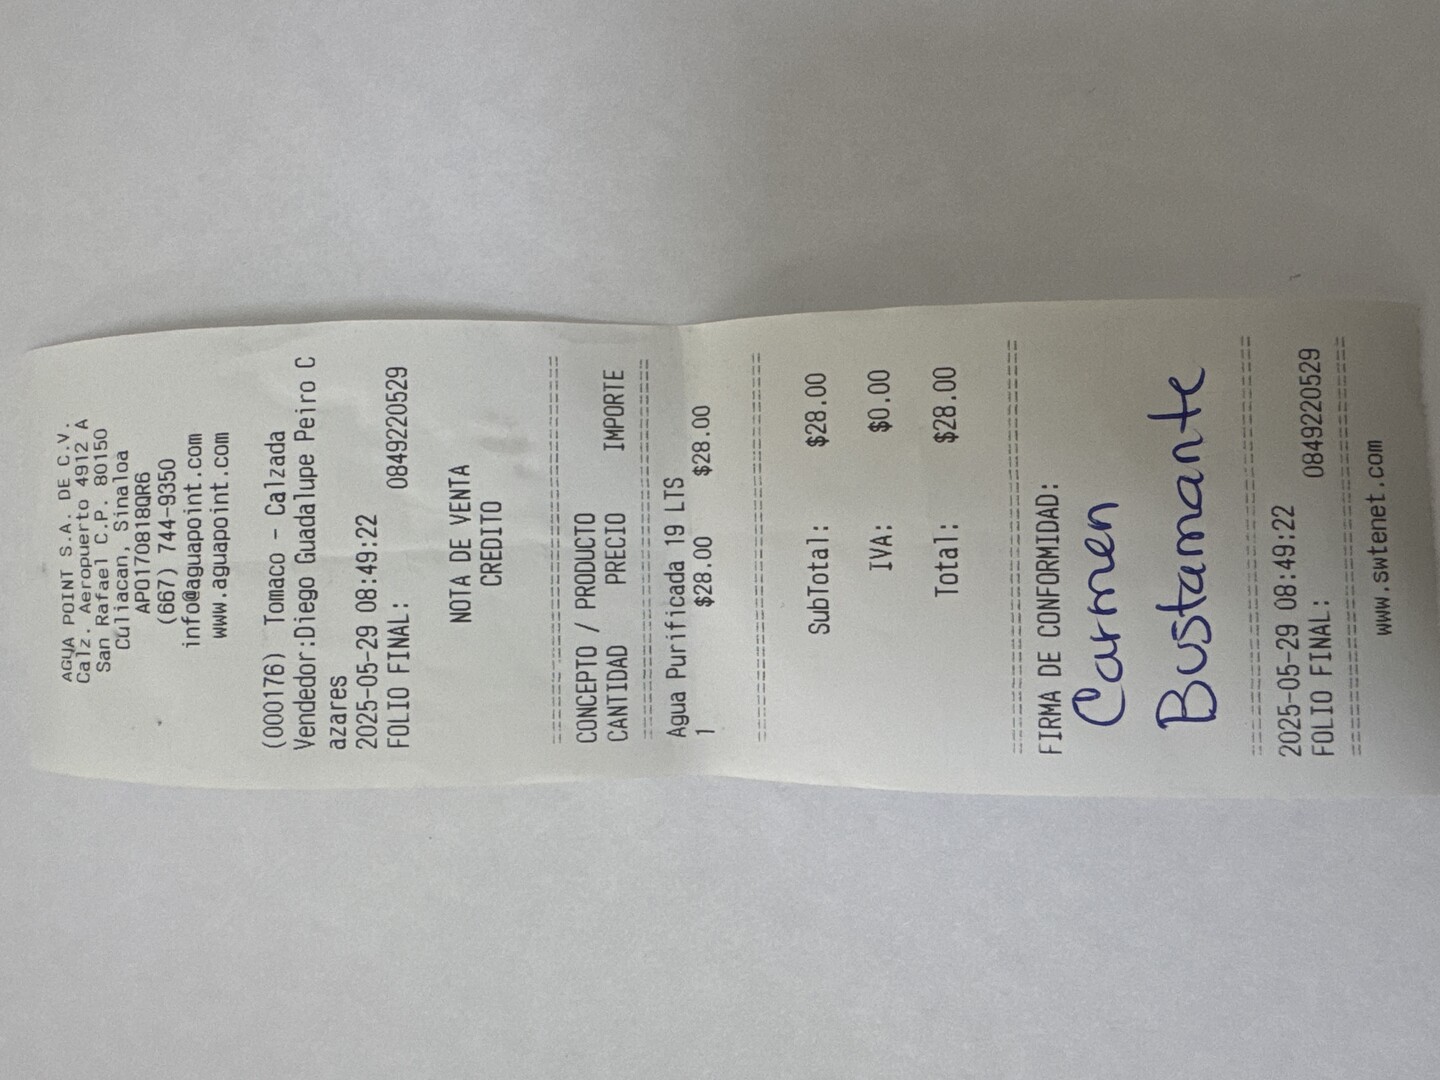 AGUA POINT S.A. DE C.V.
Calz. Aeropuerto 4912 A
San Rafael C.P. 80150
Culiacan, Sinaloa
APO170818QR6
(667) 744-9350
info@aguapoint.com
www.aguapoint.com
(000176) Tomaco - Calzada
Vendedor:Diego Guadalupe Peiro C
azares
2025-05-29 08:49:22
FOLIO FINAL: 0849220529
NOTA DE VENTA
CREDITO
================================
CONCEPTO / PRODUCTO
CANTIDAD PRECIO IMPORTE
================================
Agua Purificada 19 LTS
1 $28.00 $28.00
================================
SubTotal: $28.00
IVA: $0.00
Total: $28.00
================================
FIRMA DE CONFORMIDAD:
Carmen
Bustamante
================================
2025-05-29 08:49:22
FOLIO FINAL: 0849220529
================================
www.swtenet.com